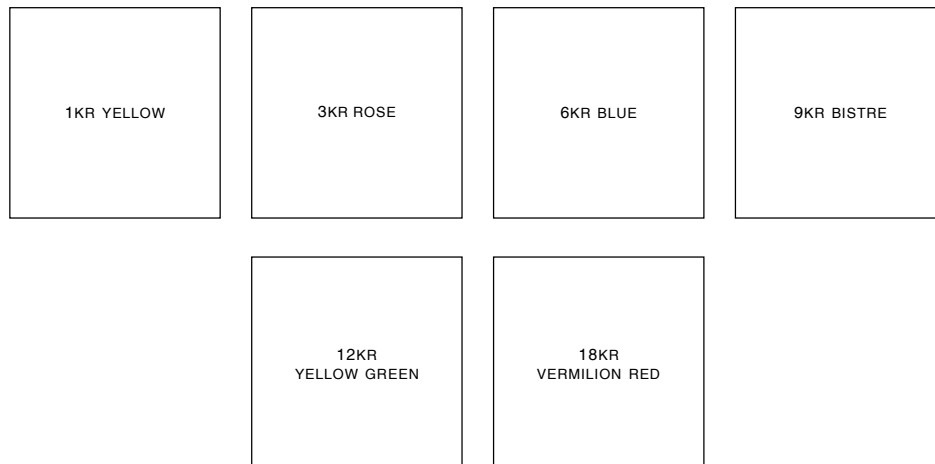 1KR YELLOW
3KR ROSE
6KR BLUE
9KR BISTRE
12KR
YELLOW GREEN
18KR
VERMILION RED